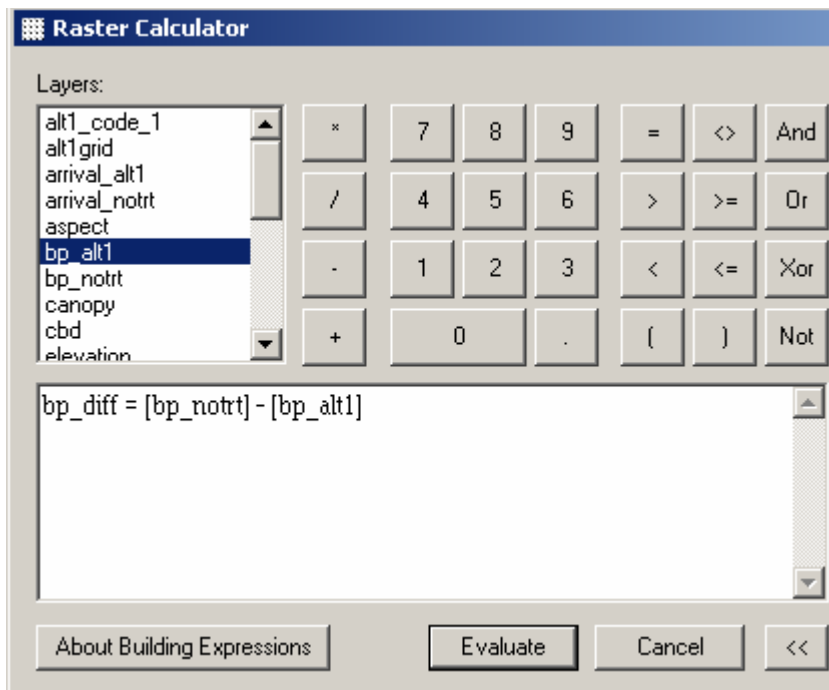 Raster Calculator
Layers:
alt1_code_1
alt1grid
arrival_alt1
arrival_notrt
aspect
bp_alt1
bp_notrt
canopy
cbd
elevation
* 7 8 9 = <> And
/ 4 5 6 > >= Or
- 1 2 3 < <= Xor
+ 0 . ( ) Not
bp_diff = [bp_notrt] - [bp_alt1]
About Building Expressions Evaluate Cancel <<